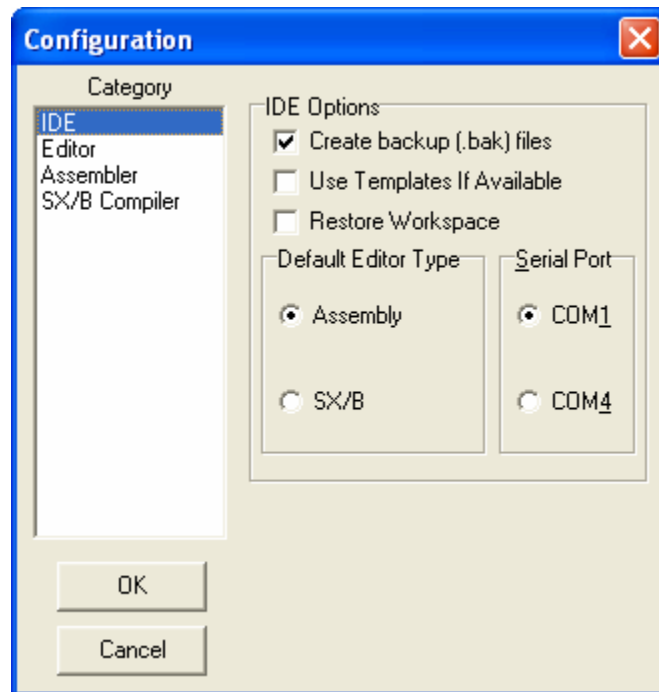 Configuration
Category
IDE
Editor
Assembler
SX/B Compiler
IDE Options
Create backup (.bak) files
Use Templates If Available
Restore Workspace
Default Editor Type
Assembly
SX/B
Serial Port
COM1
COM4
OK
Cancel